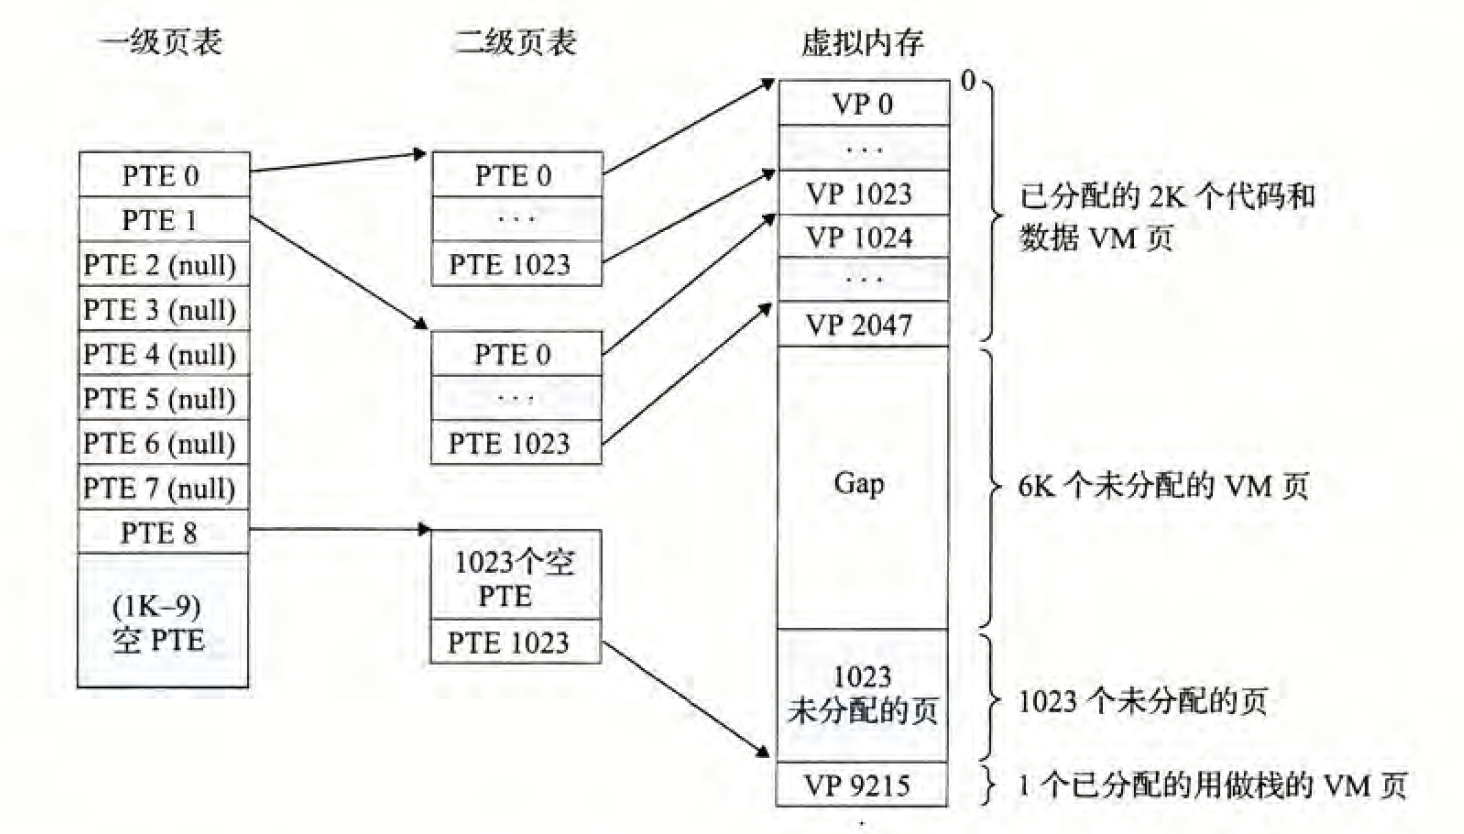 一级页表
二级页表
虚拟内存
PTE 0
PTE 1
PTE 2 (null)
PTE 3 (null)
PTE 4 (null)
PTE 5 (null)
PTE 6 (null)
PTE 7 (null)
PTE 8
(1K–9)
空 PTE
PTE 0
···
PTE 1023
PTE 0
···
PTE 1023
1023个空
PTE
PTE 1023
0
VP 0
···
VP 1023
VP 1024
···
VP 2047
Gap
1023
未分配的页
VP 9215
已分配的 2K 个代码和
数据 VM 页
6K 个未分配的 VM 页
1023 个未分配的页
1 个已分配的用做栈的 VM 页